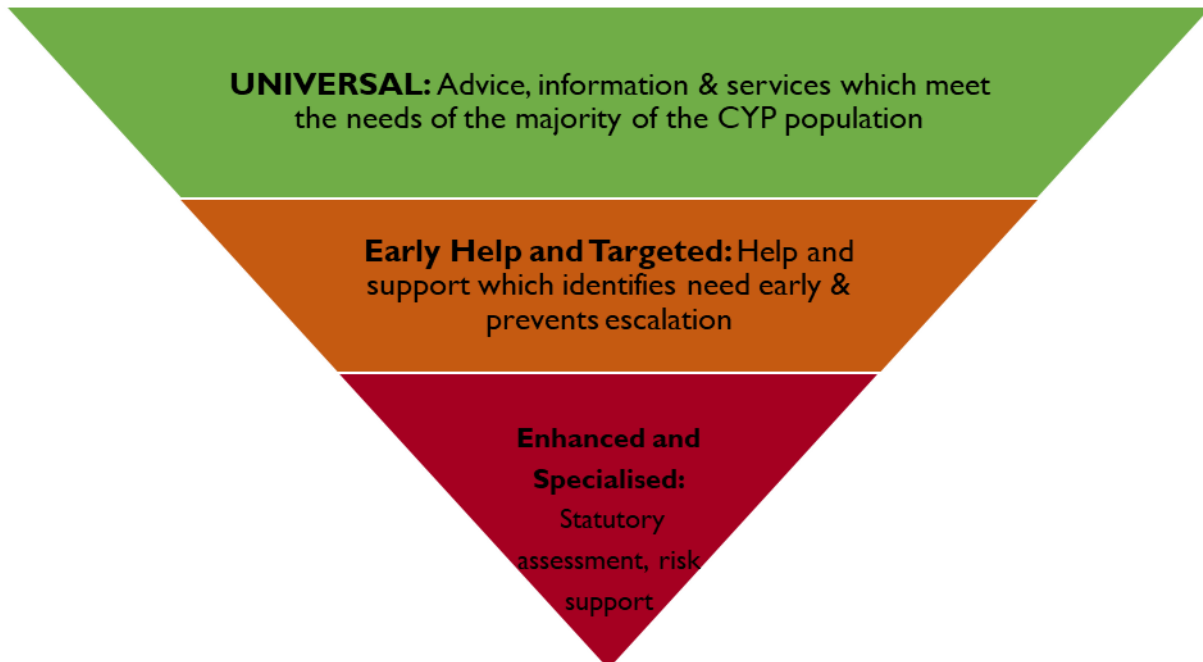 UNIVERSAL: Advice, information & services which meet
the needs of the majority of the CYP population
Early Help and Targeted: Help and
support which identifies need early &
prevents escalation
Enhanced and
Specialised:
Statutory
assessment, risk
support